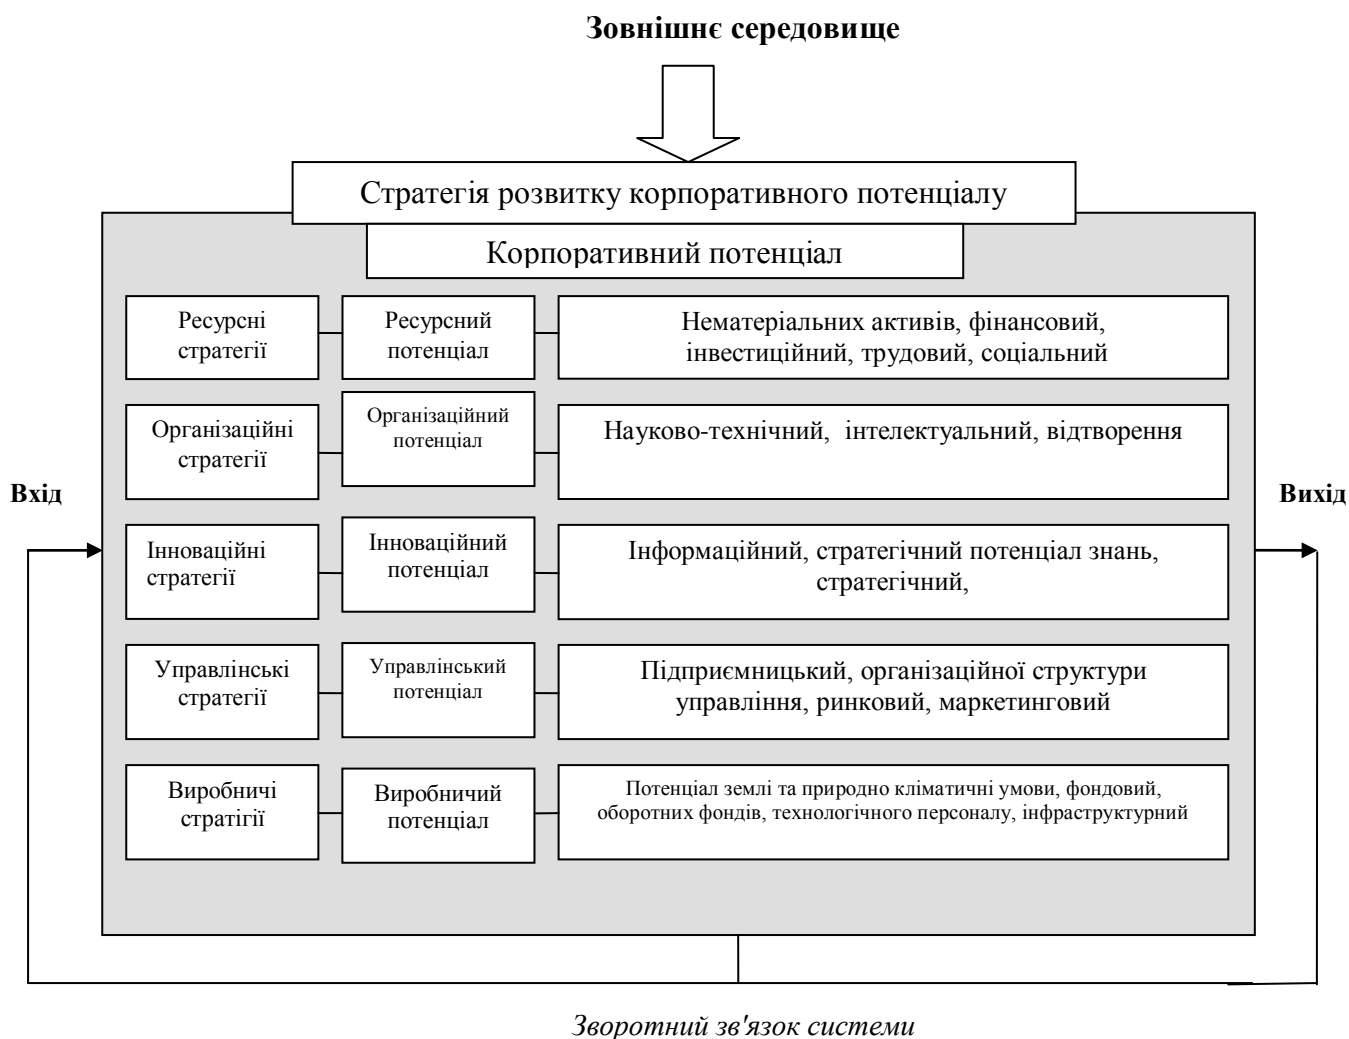 Зовнішнє середовище
Стратегія розвитку корпоративного потенціалу
Корпоративний потенціал
Ресурсні
стратегії
Ресурсний
потенціал
Нематеріальних активів, фінансовий,
інвестиційний, трудовий, соціальний
Організаційні
стратегії
Організаційний
потенціал
Науково-технічний, інтелектуальний, відтворення
Вхід
Вихід
Інноваційні
стратегії
Інноваційний
потенціал
Інформаційний, стратегічний потенціал знань,
стратегічний,
Управлінські
стратегії
Управлінський
потенціал
Підприємницький, організаційної структури
управління, ринковий, маркетинговий
Виробничі
стратігії
Виробничий
потенціал
Потенціал землі та природно кліматичні умови, фондовий,
оборотних фондів, технологічного персоналу, інфраструктурний
Зворотний зв'язок системи